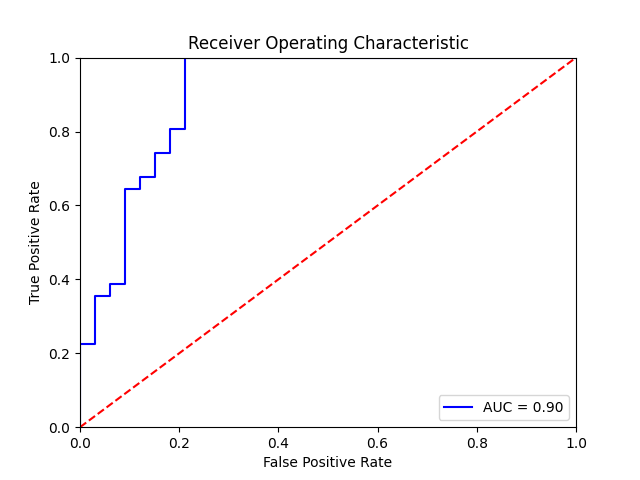 Receiver Operating Characteristic
1.0
0.8
0.6
0.4
0.2
0.0
True Positive Rate
AUC = 0.90
0.0 0.2 0.4 0.6 0.8 1.0
False Positive Rate